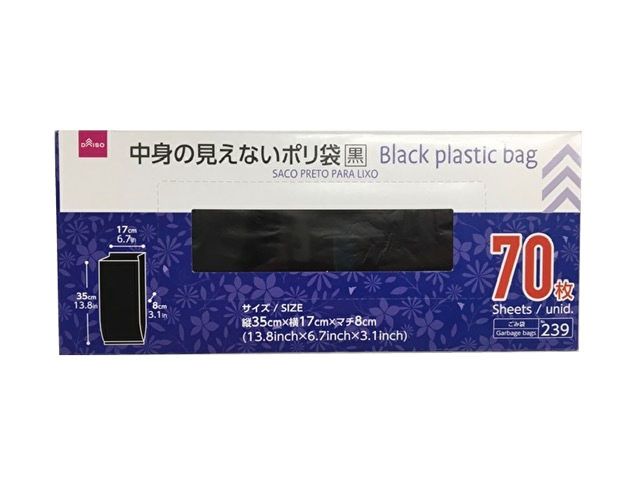 DAISO
中身の見えないポリ袋 黒 Black plastic bag
SACO PRETO PARA LIXO
17cm
6.7in
35cm
13.8in
8cm
3.1in
サイズ / SIZE
縦35cm×横17cm×マチ8cm
(13.8inch×6.7inch×3.1inch)
70枚
Sheets / unid.
ごみ袋
Garbage bags
No. 239